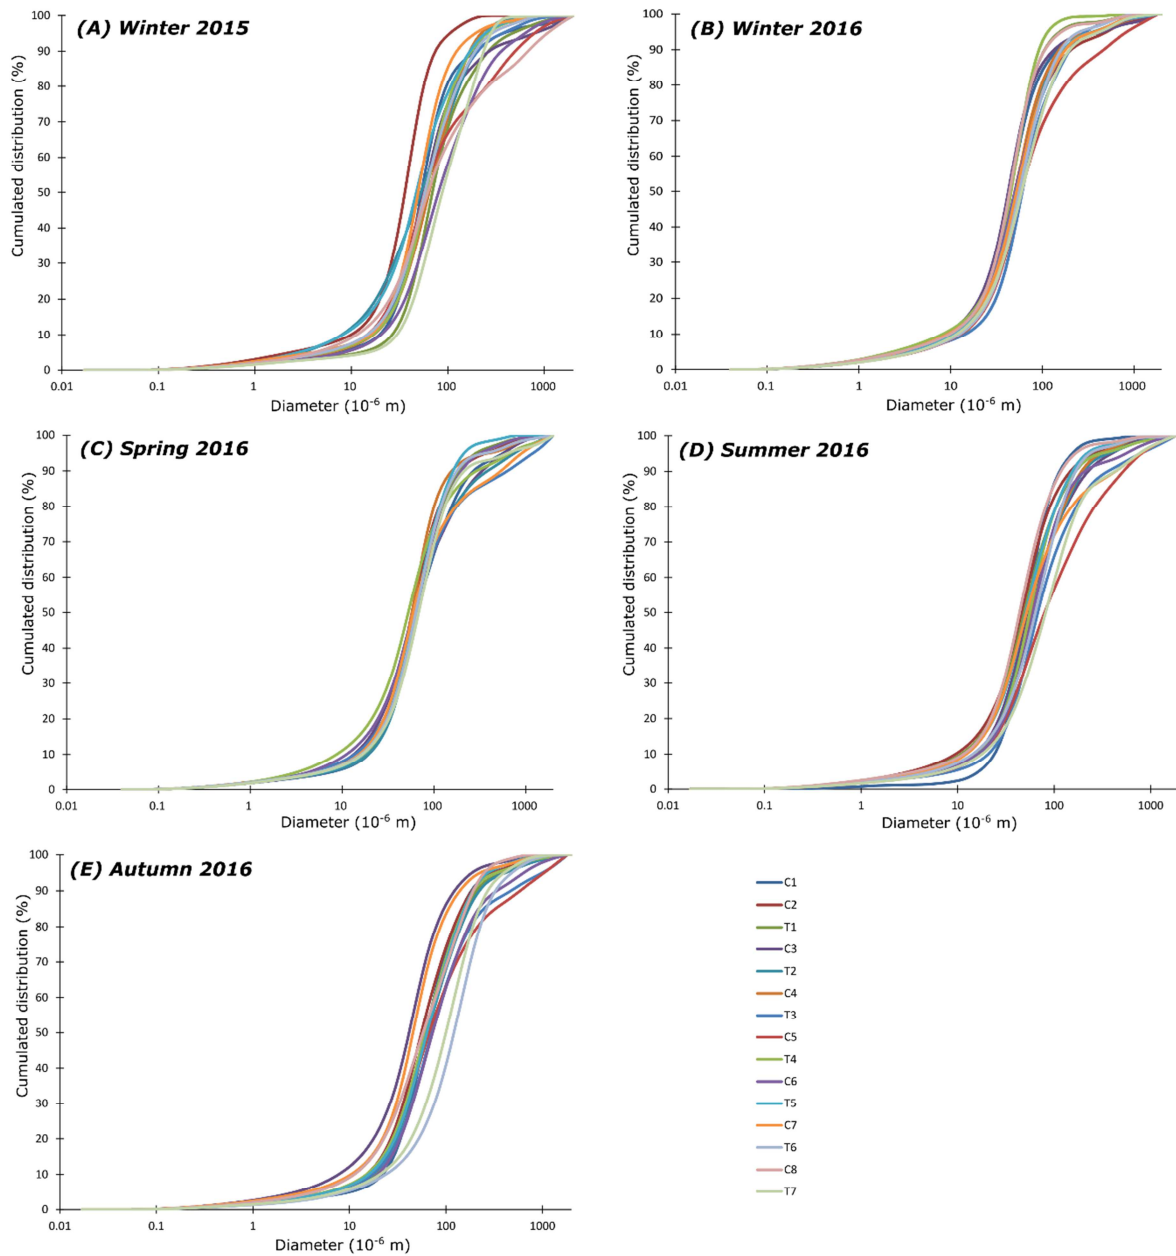 (A) Winter 2015
Cumulated distribution (%)
100
90
80
70
60
50
40
30
20
10
0
0.01 0.1 1 10 100 1000
Diameter (10⁻⁶ m)
(B) Winter 2016
Cumulated distribution (%)
100
90
80
70
60
50
40
30
20
10
0
0.01 0.1 1 10 100 1000
Diameter (10⁻⁶ m)
(C) Spring 2016
Cumulated distribution (%)
100
90
80
70
60
50
40
30
20
10
0
0.01 0.1 1 10 100 1000
Diameter (10⁻⁶ m)
(D) Summer 2016
Cumulated distribution (%)
100
90
80
70
60
50
40
30
20
10
0
0.01 0.1 1 10 100 1000
Diameter (10⁻⁶ m)
(E) Autumn 2016
Cumulated distribution (%)
100
90
80
70
60
50
40
30
20
10
0
0.01 0.1 1 10 100 1000
Diameter (10⁻⁶ m)
C1
C2
T1
C3
T2
C4
T3
C5
T4
C6
T5
C7
T6
C8
T7